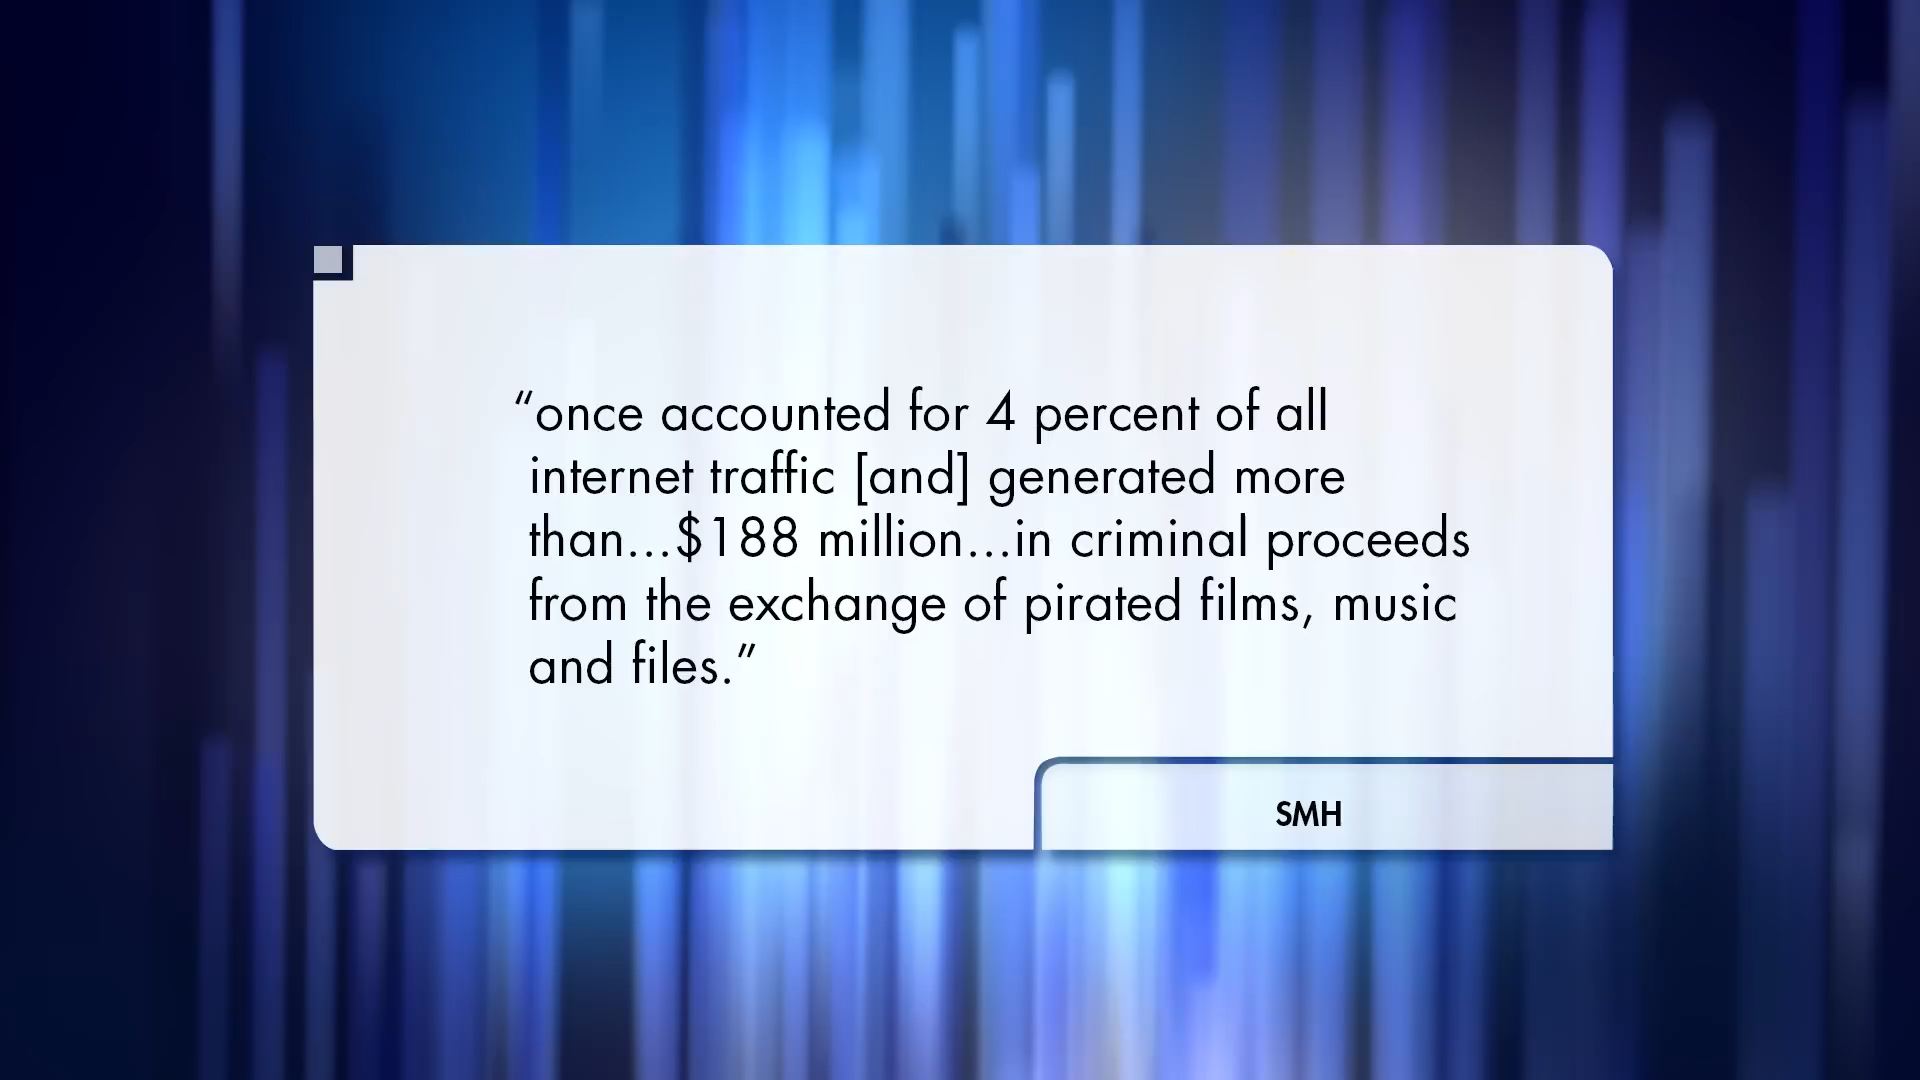 “once accounted for 4 percent of all
internet traffic [and] generated more
than...$188 million...in criminal proceeds
from the exchange of pirated films, music
and files.”
SMH